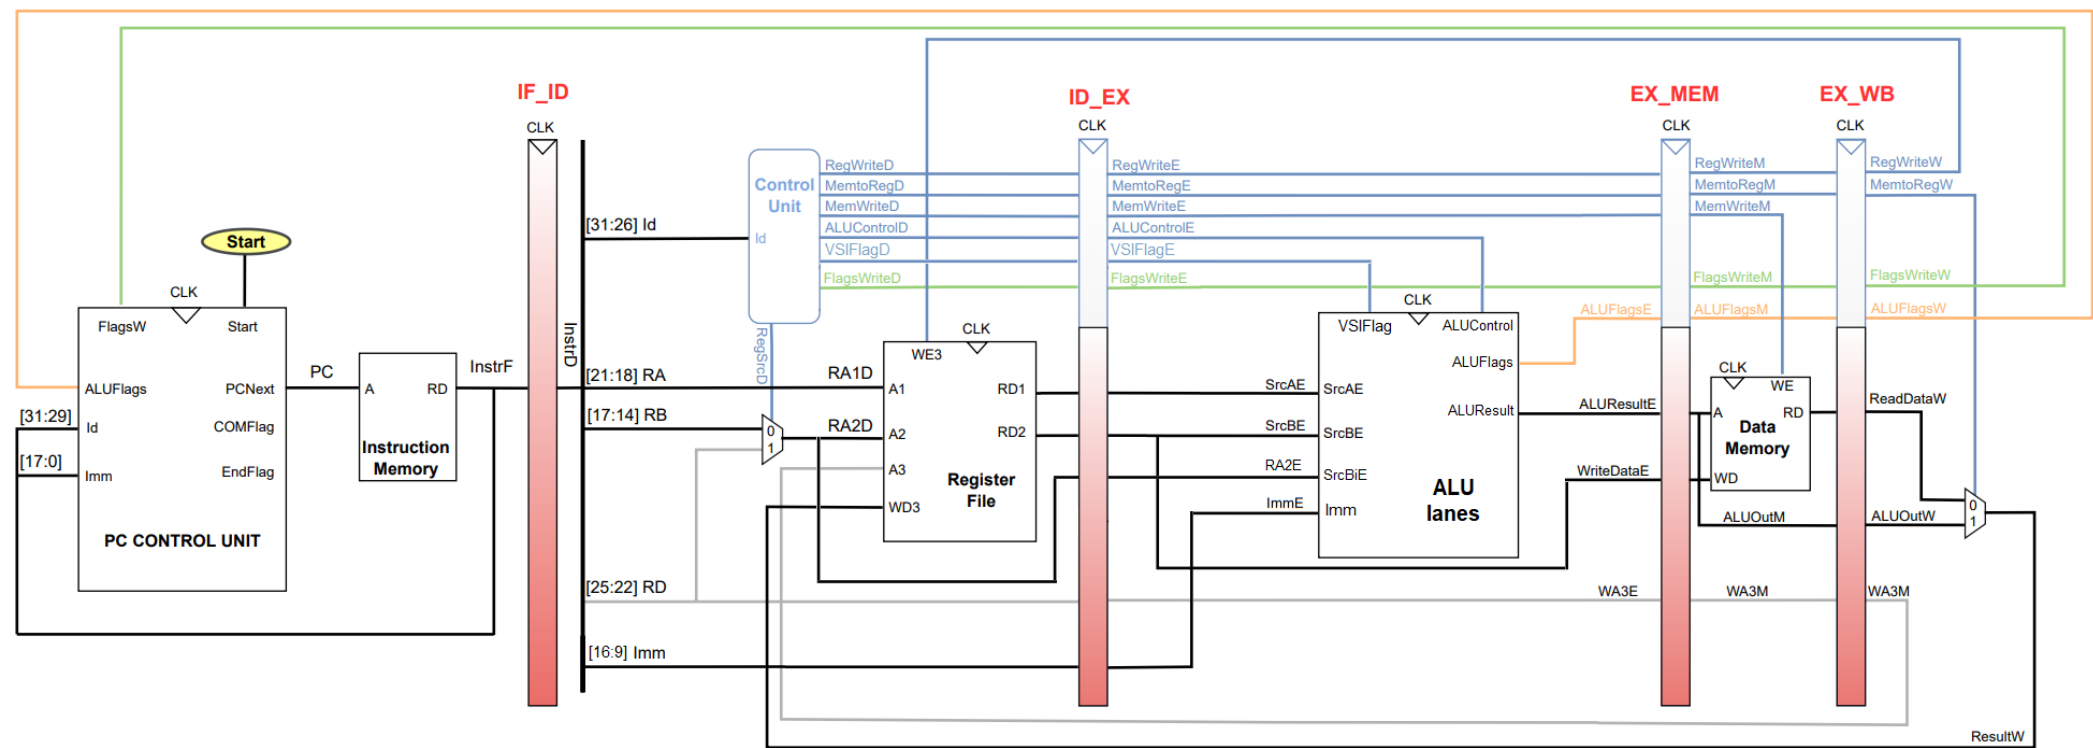 IF_ID
CLK
ID_EX
CLK
EX_MEM
CLK
EX_WB
CLK
Start
CLK
FlagsW
Start
ALUFlags
PCNext
[31:29]
Id
COMFlag
[17:0]
Imm
EndFlag
PC CONTROL UNIT
PC
A
RD
Instruction
Memory
InstrF
InstrD
[31:26] Id
[21:18] RA
[17:14] RB
[25:22] RD
[16:9] Imm
Control
Unit
Id
RegSrcD
0
1
RegWriteD
MemtoRegD
MemWriteD
ALUControlD
VSIFlagD
FlagsWriteD
RA1D
RA2D
CLK
WE3
A1
RD1
A2
RD2
A3
WD3
Register
File
RegWriteE
MemtoRegE
MemWriteE
ALUControlE
VSIFlagE
FlagsWriteE
SrcAE
SrcBE
RA2E
ImmE
CLK
VSIFlag
ALUControl
ALUFlags
SrcAE
ALUResult
SrcBE
SrcBiE
Imm
ALU
lanes
ALUFlagsE
ALUResultE
WriteDataE
WA3E
RegWriteM
MemtoRegM
MemWriteM
FlagsWriteM
ALUFlagsM
CLK
WE
A
RD
Data
Memory
WD
ALUOutM
WA3M
RegWriteW
MemtoRegW
FlagsWriteW
ALUFlagsW
ReadDataW
ALUOutW
0
1
WA3M
ResultW